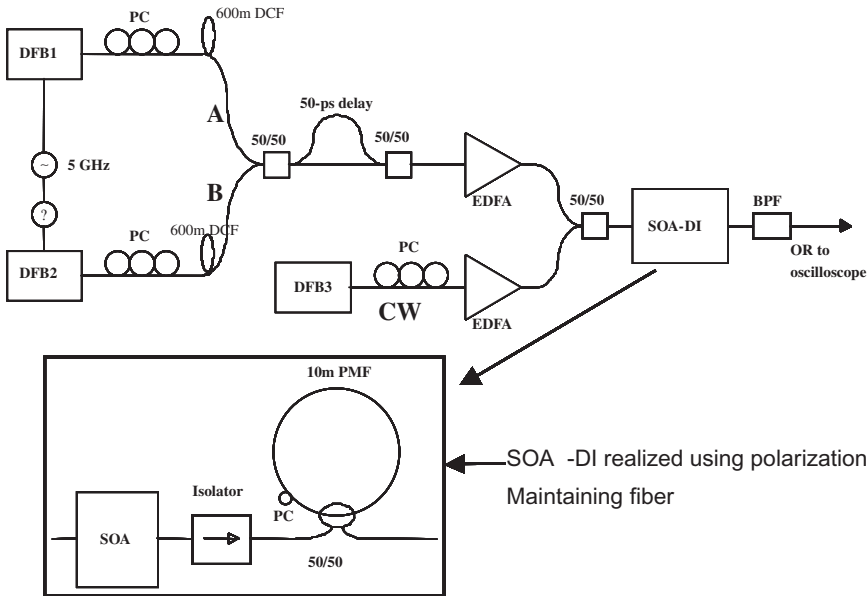 600m DCF
PC
DFB1
A
50-ps delay
50/50
50/50
~
5 GHz
B
EDFA
50/50
SOA-DI
BPF
?
PC
600m DCF
PC
OR to
oscilloscope
DFB2
DFB3
CW
EDFA
10m PMF
SOA -DI realized using polarization
Maintaining fiber
Isolator
PC
SOA
50/50